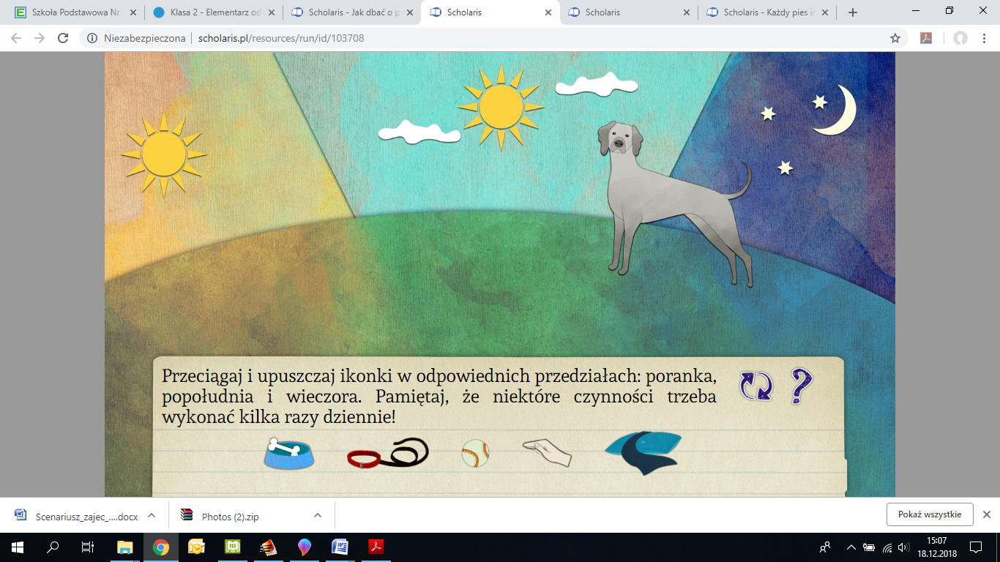 Szkoła Podstawowa Nr
Klasa 2 - Elementarz od
Scholaris - Jak dbać o p
Scholaris
Scholaris
Scholaris - Każdy pies i
Niezabezpieczona
scholaris.pl/resources/run/id/103708
Przeciągaj i upuszczaj ikonki w odpowiednich przedziałach: poranka,
popołudnia i wieczora. Pamiętaj, że niektóre czynności trzeba
wykonać kilka razy dziennie!
Scenariusz_zajec_....docx
Photos (2).zip
Pokaż wszystkie
15:07
18.12.2018